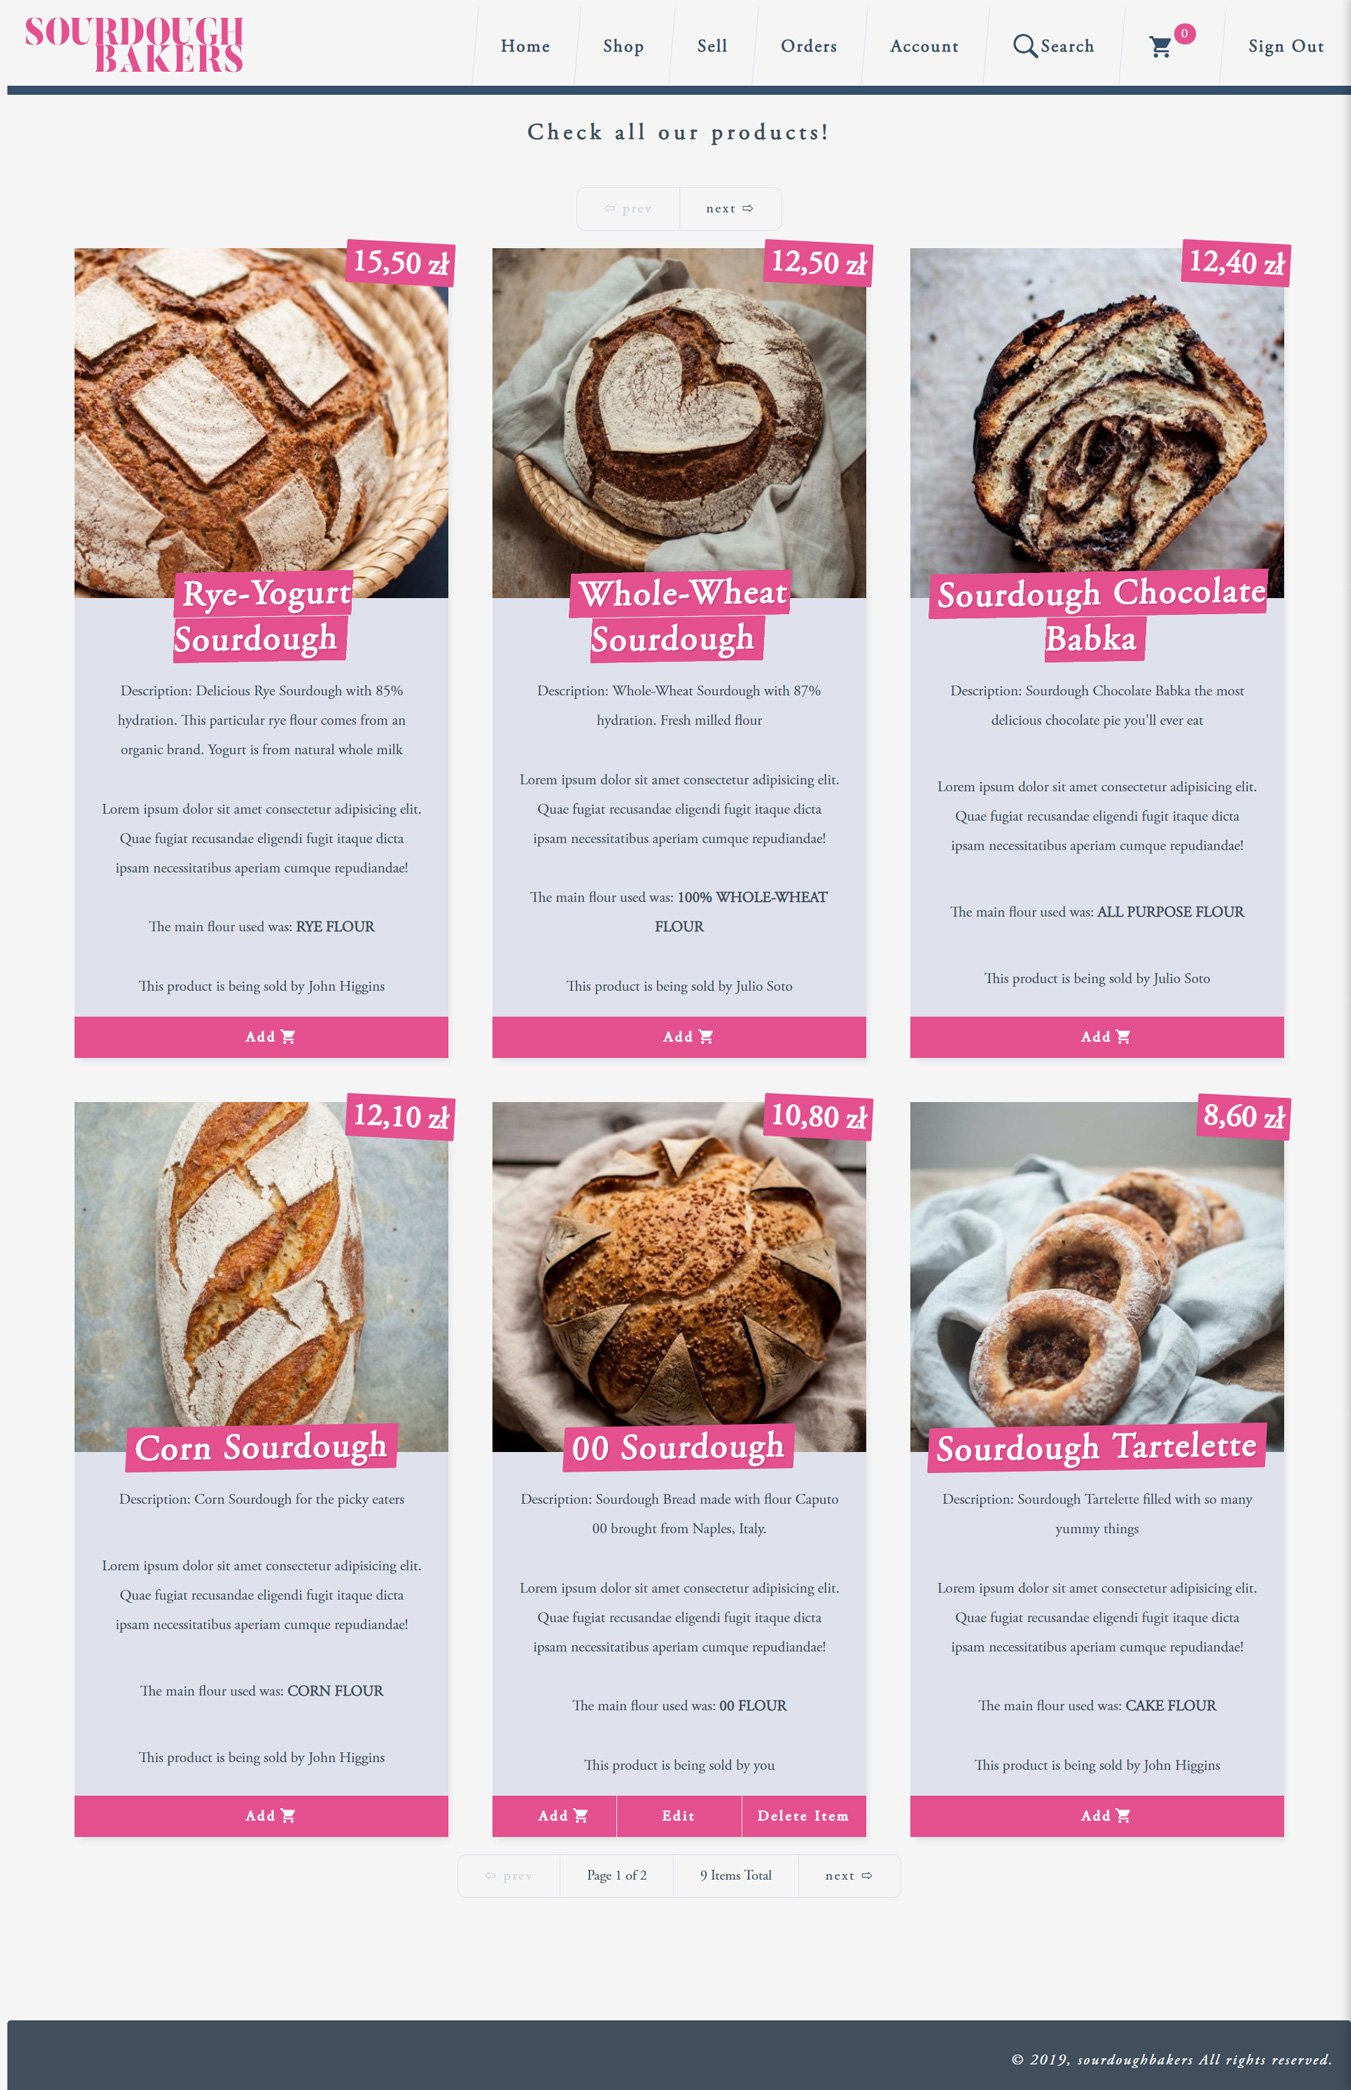 SOURDOUGH
BAKERS
Home
Shop
Sell
Orders
Account
Search
0
Sign Out
Check all our products!
⇦ prev
next ⇨
15,50 zł
Rye-Yogurt
Sourdough
Description: Delicious Rye Sourdough with 85%
hydration. This particular rye flour comes from an
organic brand. Yogurt is from natural whole milk
Lorem ipsum dolor sit amet consectetur adipisicing elit.
Quae fugiat recusandae eligendi fugit itaque dicta
ipsam necessitatibus aperiam cumque repudiandae!
The main flour used was: RYE FLOUR
This product is being sold by John Higgins
Add
12,50 zł
Whole-Wheat
Sourdough
Description: Whole-Wheat Sourdough with 87%
hydration. Fresh milled flour
Lorem ipsum dolor sit amet consectetur adipisicing elit.
Quae fugiat recusandae eligendi fugit itaque dicta
ipsam necessitatibus aperiam cumque repudiandae!
The main flour used was: 100% WHOLE-WHEAT
FLOUR
This product is being sold by Julio Soto
Add
12,40 zł
Sourdough Chocolate
Babka
Description: Sourdough Chocolate Babka the most
delicious chocolate pie you'll ever eat
Lorem ipsum dolor sit amet consectetur adipisicing elit.
Quae fugiat recusandae eligendi fugit itaque dicta
ipsam necessitatibus aperiam cumque repudiandae!
The main flour used was: ALL PURPOSE FLOUR
This product is being sold by Julio Soto
Add
12,10 zł
Corn Sourdough
Description: Corn Sourdough for the picky eaters
Lorem ipsum dolor sit amet consectetur adipisicing elit.
Quae fugiat recusandae eligendi fugit itaque dicta
ipsam necessitatibus aperiam cumque repudiandae!
The main flour used was: CORN FLOUR
This product is being sold by John Higgins
Add
10,80 zł
00 Sourdough
Description: Sourdough Bread made with flour Caputo
00 brought from Naples, Italy.
Lorem ipsum dolor sit amet consectetur adipisicing elit.
Quae fugiat recusandae eligendi fugit itaque dicta
ipsam necessitatibus aperiam cumque repudiandae!
The main flour used was: 00 FLOUR
This product is being sold by you
Add
Edit
Delete Item
8,60 zł
Sourdough Tartelette
Description: Sourdough Tartelette filled with so many
yummy things
Lorem ipsum dolor sit amet consectetur adipisicing elit.
Quae fugiat recusandae eligendi fugit itaque dicta
ipsam necessitatibus aperiam cumque repudiandae!
The main flour used was: CAKE FLOUR
This product is being sold by John Higgins
Add
⇦ prev
Page 1 of 2
9 Items Total
next ⇨
© 2019, sourdoughbakers All rights reserved.